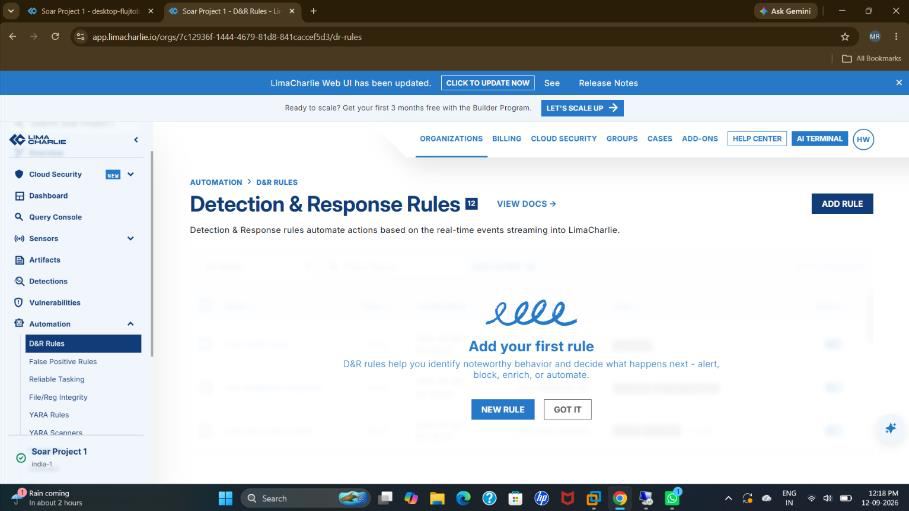 Soar Project 1 - desktop-flujtol
Soar Project 1 - D&R Rules - Li
Ask Gemini
app.limacharlie.io/orgs/7c12936f-1444-4679-81d8-841caccef5d3/dr-rules
MR
All Bookmarks
LimaCharlie Web UI has been updated. CLICK TO UPDATE NOW See Release Notes
Ready to scale? Get your first 3 months free with the Builder Program. LET'S SCALE UP →
LIMA CHARLIE
ORGANIZATIONS BILLING CLOUD SECURITY GROUPS CASES ADD-ONS HELP CENTER AI TERMINAL HW
Cloud Security NEW
Dashboard
Query Console
Sensors
Artifacts
Detections
Vulnerabilities
Automation
D&R Rules
False Positive Rules
Reliable Tasking
File/Reg Integrity
YARA Rules
YARA Scanners
Soar Project 1
india-1
AUTOMATION > D&R RULES
Detection & Response Rules 12 VIEW DOCS → ADD RULE
Detection & Response rules automate actions based on the real-time events streaming into LimaCharlie.
Add your first rule
D&R rules help you identify noteworthy behavior and decide what happens next - alert,
block, enrich, or automate.
NEW RULE GOT IT
1
Rain coming
In about 2 hours
Search
1
ENG
IN
12:18 PM
12-09-2026